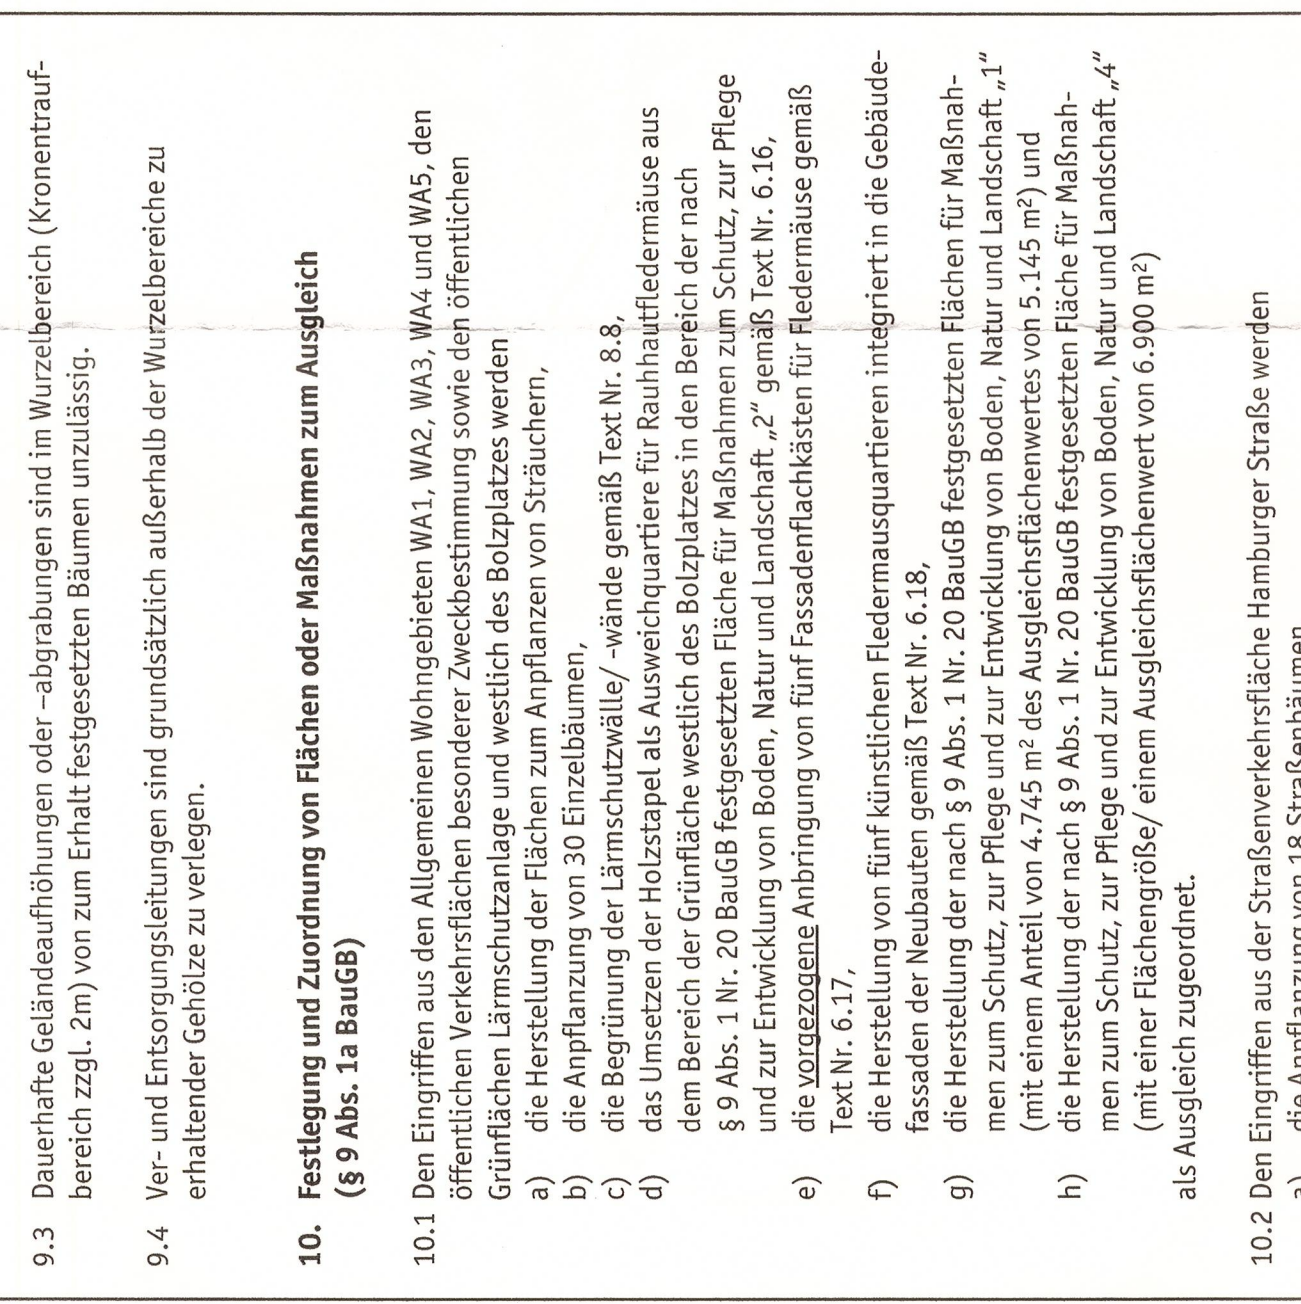 9.3 Dauerhafte Geländeaufhöhungen oder –abgrabungen sind im Wurzelbereich (Kronentrauf-
bereich zzgl. 2m) von zum Erhalt festgesetzten Bäumen unzulässig.
9.4 Ver- und Entsorgungsleitungen sind grundsätzlich außerhalb der Wurzelbereiche zu
erhaltender Gehölze zu verlegen.
10. Festlegung und Zuordnung von Flächen oder Maßnahmen zum Ausgleich
(§ 9 Abs. 1a BauGB)
10.1 Den Eingriffen aus den Allgemeinen Wohngebieten WA1, WA2, WA3, WA4 und WA5, den
öffentlichen Verkehrsflächen besonderer Zweckbestimmung sowie den öffentlichen
Grünflächen Lärmschutzanlage und westlich des Bolzplatzes werden
a) die Herstellung der Flächen zum Anpflanzen von Sträuchern,
b) die Anpflanzung von 30 Einzelbäumen,
c) die Begrünung der Lärmschutzwälle/ -wände gemäß Text Nr. 8.8,
d) das Umsetzen der Holzstapel als Ausweichquartiere für Rauhhautfledermäuse aus
dem Bereich der Grünfläche westlich des Bolzplatzes in den Bereich der nach
§ 9 Abs. 1 Nr. 20 BauGB festgesetzten Fläche für Maßnahmen zum Schutz, zur Pflege
und zur Entwicklung von Boden, Natur und Landschaft „2“ gemäß Text Nr. 6.16,
e) die vorgezogene Anbringung von fünf Fassadenflachkästen für Fledermäuse gemäß
Text Nr. 6.17,
f) die Herstellung von fünf künstlichen Fledermausquartieren integriert in die Gebäude-
fassaden der Neubauten gemäß Text Nr. 6.18,
g) die Herstellung der nach § 9 Abs. 1 Nr. 20 BauGB festgesetzten Flächen für Maßnah-
men zum Schutz, zur Pflege und zur Entwicklung von Boden, Natur und Landschaft „1“
(mit einem Anteil von 4.745 m² des Ausgleichsflächenwertes von 5.145 m²) und
h) die Herstellung der nach § 9 Abs. 1 Nr. 20 BauGB festgesetzten Fläche für Maßnah-
men zum Schutz, zur Pflege und zur Entwicklung von Boden, Natur und Landschaft „4“
(mit einer Flächengröße/ einem Ausgleichsflächenwert von 6.900 m²)
als Ausgleich zugeordnet.
10.2 Den Eingriffen aus der Straßenverkehrsfläche Hamburger Straße werden
a) die Anpflanzung von 18 Straßenbäumen